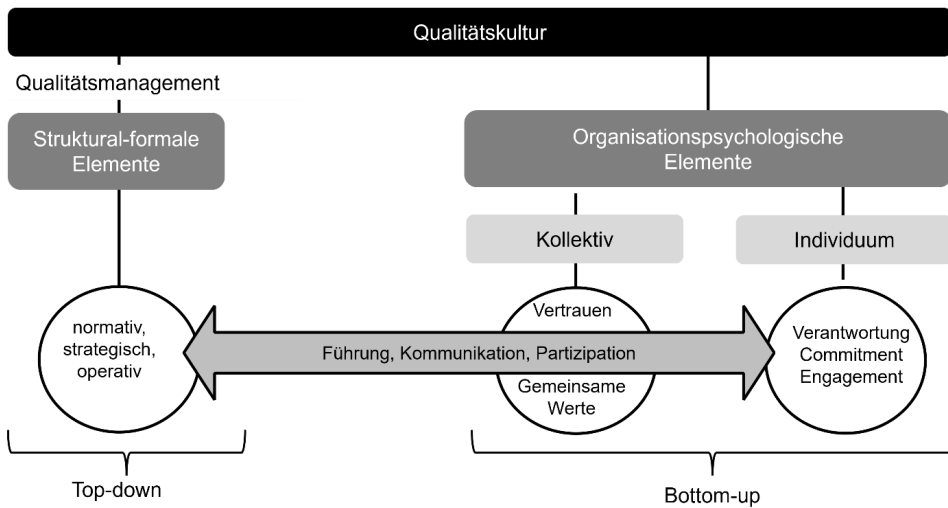 Qualitätskultur
Qualitätsmanagement
Struktural-formale
Elemente
Organisationspsychologische
Elemente
Kollektiv
Individuum
normativ,
strategisch,
operativ
Führung, Kommunikation, Partizipation
Vertrauen
Gemeinsame
Werte
Verantwortung
Commitment
Engagement
Top-down
Bottom-up